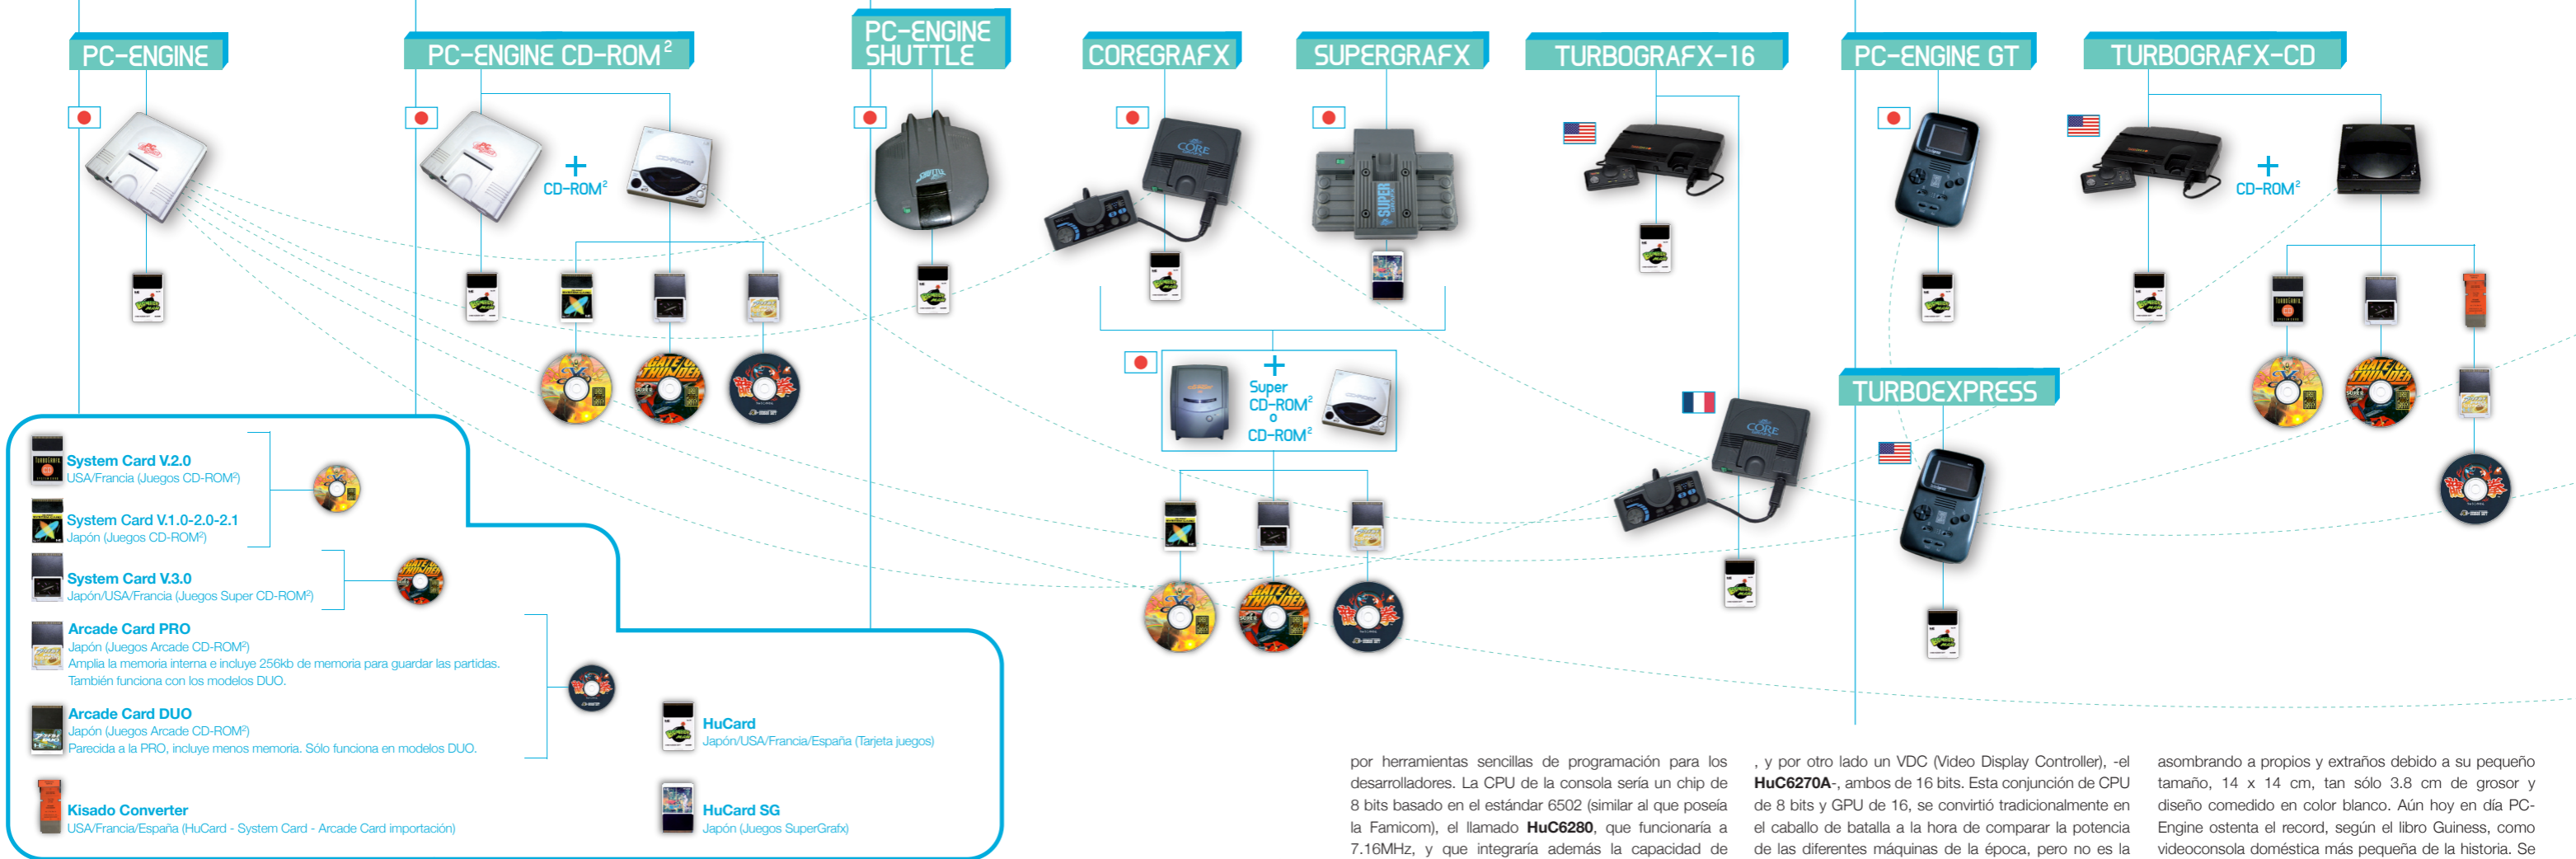 PC-ENGINE
PC-ENGINE CD-ROM²
PC-ENGINE
SHUTTLE
COREGRAFX
SUPERGRAFX
TURBOGRAFX-16
PC-ENGINE GT
TURBOGRAFX-CD
+
CD-ROM²
+
CD-ROM²
+
Super
CD-ROM²
o
CD-ROM²
TURBOEXPRESS
System Card V.2.0
USA/Francia (Juegos CD-ROM²)
System Card V.1.0-2.0-2.1
Japón (Juegos CD-ROM²)
System Card V.3.0
Japón/USA/Francia (Juegos Super CD-ROM²)
Arcade Card PRO
Japón (Juegos Arcade CD-ROM²)
Amplia la memoria interna e incluye 256kb de memoria para guardar las partidas.
También funciona con los modelos DUO.
Arcade Card DUO
Japón (Juegos Arcade CD-ROM²)
Parecida a la PRO, incluye menos memoria. Sólo funciona en modelos DUO.
Kisado Converter
USA/Francia/España (HuCard - System Card - Arcade Card importación)
HuCard
Japón/USA/Francia/España (Tarjeta juegos)
HuCard SG
Japón (Juegos SuperGrafx)
por herramientas sencillas de programación para los
desarrolladores. La CPU de la consola sería un chip de
8 bits basado en el estándar 6502 (similar al que poseía
la Famicom), el llamado HuC6280, que funcionaría a
7.16MHz, y que integraría además la capacidad de
, y por otro lado un VDC (Video Display Controller), -el
HuC6270A-, ambos de 16 bits. Esta conjunción de CPU
de 8 bits y GPU de 16, se convirtió tradicionalmente en
el caballo de batalla a la hora de comparar la potencia
de las diferentes máquinas de la época, pero no es la
asombrando a propios y extraños debido a su pequeño
tamaño, 14 x 14 cm, tan sólo 3.8 cm de grosor y
diseño comedido en color blanco. Aún hoy en día PC-
Engine ostenta el record, según el libro Guiness, como
videoconsola doméstica más pequeña de la historia. Se